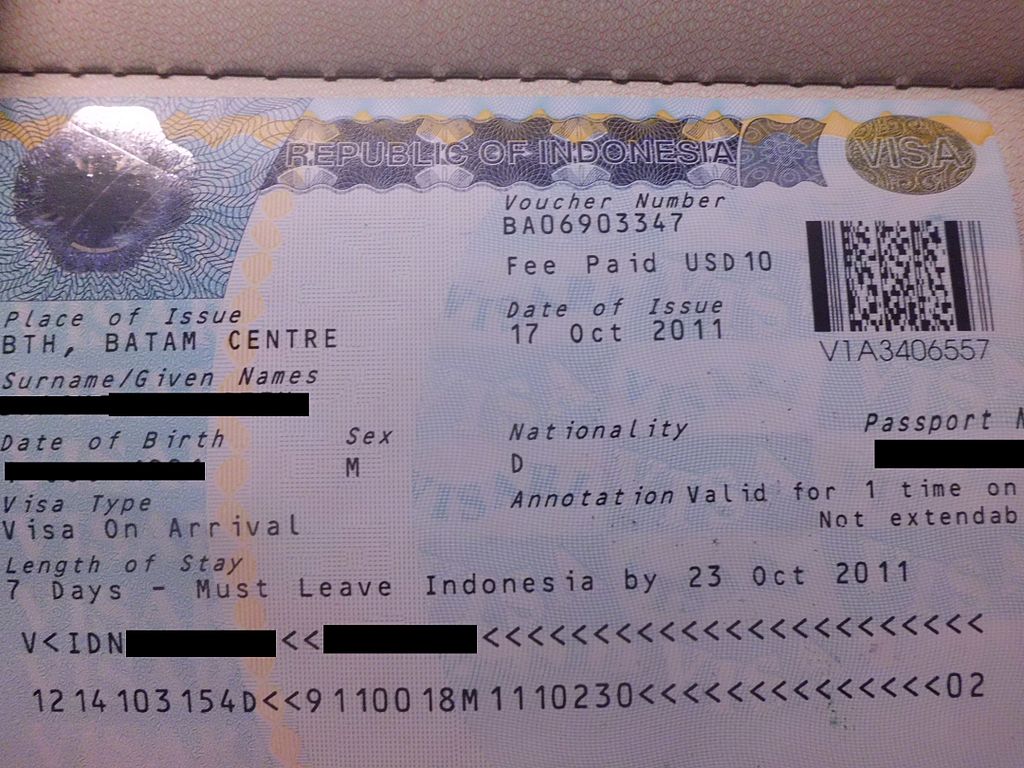 REPUBLIC OF INDONESIA
VISA
Voucher Number
BA06903347
Fee Paid USD10
Date of Issue
17 Oct 2011
V1A3406557
Place of Issue
BTH, BATAM CENTRE
Surname/Given Names
Date of Birth
Sex
M
Nationality
D
Passport
Visa Type
Visa On Arrival
Annotation Valid for 1 time on
Not extendab
Length of Stay
7 Days - Must Leave Indonesia by 23 Oct 2011
V<IDN <<  <<<<<<<<<<<<<<<<<<<<<<<<
1214103154D<<9110018M1110230<<<<<<<<<<<<<<02